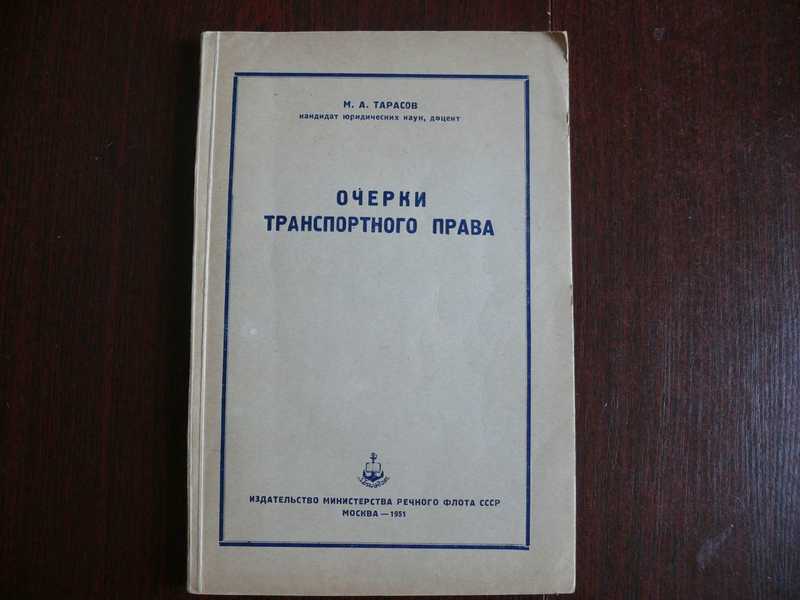 М. А. ТАРАСОВ
кандидат юридических наук, доцент
ОЧЕРКИ
ТРАНСПОРТНОГО ПРАВА
ИЗДАТЕЛЬСТВО МИНИСТЕРСТВА РЕЧНОГО ФЛОТА СССР
МОСКВА — 1951